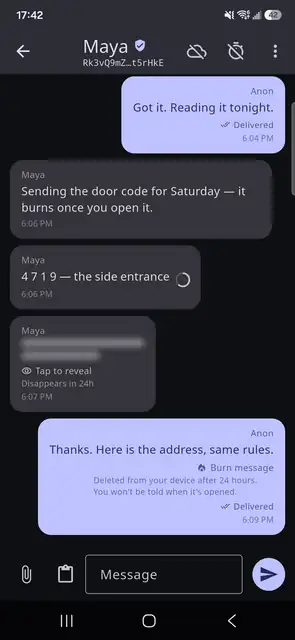 17:42
42
Maya
Rk3vQ9mZ…t5rHkE
Anon
Got it. Reading it tonight.
Delivered
6:04 PM
Maya
Sending the door code for Saturday — it
burns once you open it.
6:06 PM
Maya
4 7 1 9 — the side entrance
6:06 PM
Maya
Tap to reveal
Disappears in 24h
6:07 PM
Anon
Thanks. Here is the address, same rules.
Burn message
Deleted from your device after 24 hours.
You won't be told when it's opened.
Delivered
6:09 PM
Message